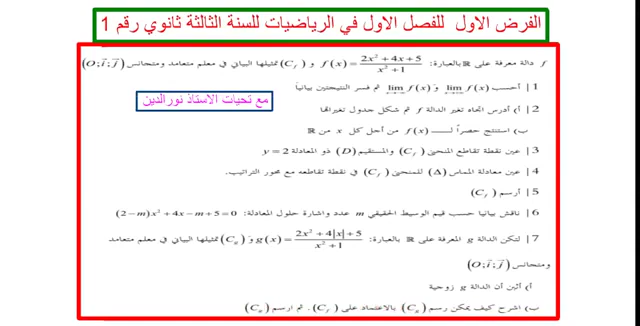 الفرض الاول للفصل الاول في الرياضيات للسنة الثالثة ثانوي رقم 1
f دالة معرفة على ℝ بالعبارة: f(x) = (2x² + 4x + 5)/(x² + 1) و (C_f) تمثيلها البياني في معلم متعامد ومتجانس (O; i; j)
1| أحسب lim f(x) و lim f(x) ثم فسر النتيجتين بيانيا
مع تحيات الاستاذ نورالدين
2| أ) أدرس اتجاه تغير الدالة f ثم شكل جدول تغيراتها
ب) استنتج حصرا لـ f(x) من أجل كل x من ℝ
3| عين نقطة تقاطع المنحنى (C_f) والمستقيم (D) ذو المعادلة y = 2
4| عين معادلة المماس (Δ) للمنحنى (C_f) في نقطة تقاطعه مع محور التراتيب.
5| أرسم (C_f)
6| ناقش بيانيا حسب قيم الوسيط الحقيقي m عدد واشارة حلول المعادلة: (2−m)x² + 4x − m + 5 = 0
7| لتكن الدالة g المعرفة على ℝ بالعبارة: g(x) = (2x² + 4|x| + 5)/(x² + 1) و (C_g) تمثيلها البياني في معلم متعامد
ومتجانس (O; i; j)
أ) أثبت أن الدالة g زوجية
ب) اشرح كيف يمكن رسم (C_g) بالاعتماد على (C_f). ثم ارسم (C_g)